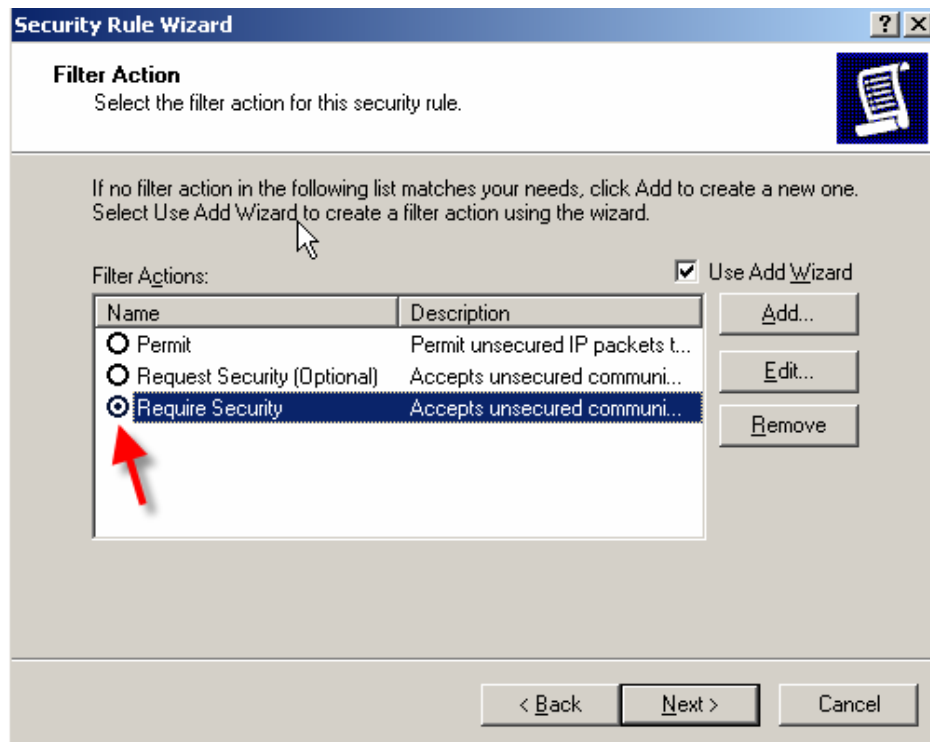 Security Rule Wizard
Filter Action
Select the filter action for this security rule.
If no filter action in the following list matches your needs, click Add to create a new one.
Select Use Add Wizard to create a filter action using the wizard.
Filter Actions:
Use Add Wizard
Name Description
Permit Permit unsecured IP packets t...
Request Security (Optional) Accepts unsecured communi...
Require Security Accepts unsecured communi...
Add...
Edit...
Remove
< Back Next > Cancel